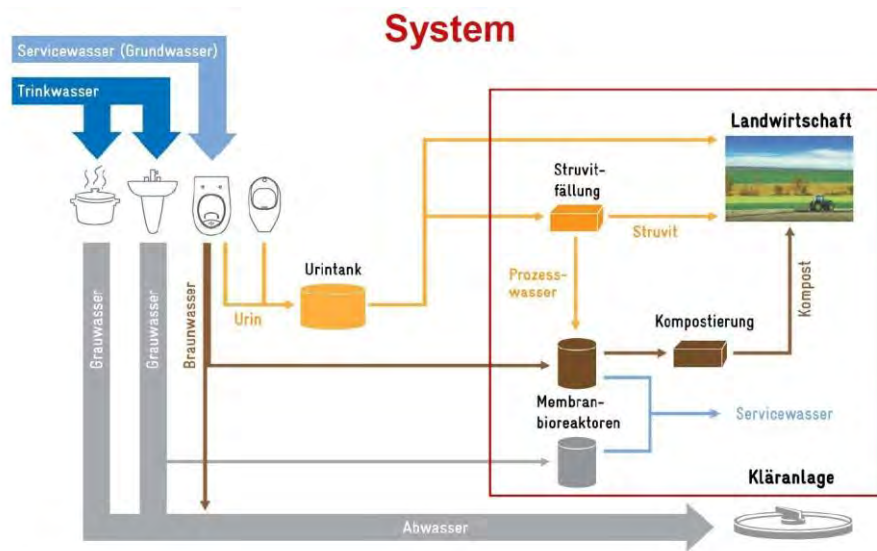 System
Servicewasser (Grundwasser)
Trinkwasser
Landwirtschaft
Struvit-
fällung
Struvit
Urintank
Prozess-
wasser
Urin
Kompost
Kompostierung
Grauwasser
Grauwasser
Braunwasser
Membran-
bioreaktoren
Servicewasser
Kläranlage
Abwasser